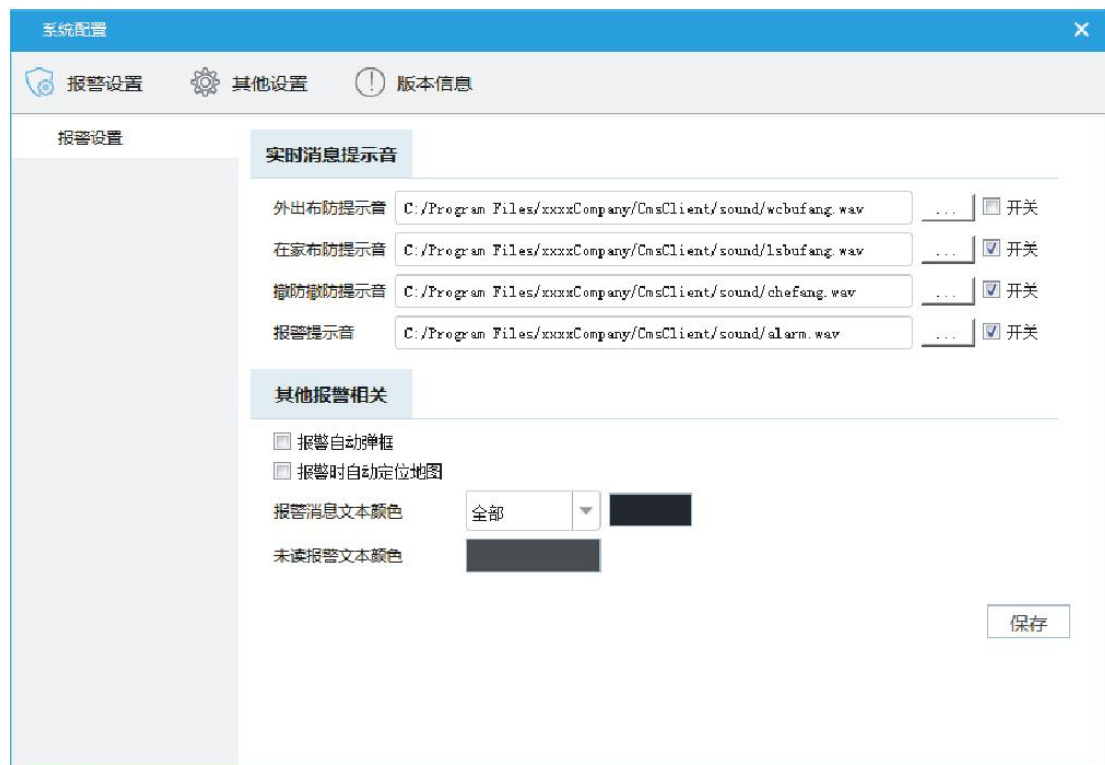 系统配置
报警设置 其他设置 版本信息
报警设置
实时消息提示音
外出布防提示音 C:/Program Files/xxxxCompany/CmsClient/sound/wcbufang.wav ... 开关
在家布防提示音 C:/Program Files/xxxxCompany/CmsClient/sound/lsbufang.wav ... 开关
撤防撤防提示音 C:/Program Files/xxxxCompany/CmsClient/sound/chefang.wav ... 开关
报警提示音 C:/Program Files/xxxxCompany/CmsClient/sound/alarm.wav ... 开关
其他报警相关
报警自动弹框
报警时自动定位地图
报警消息文本颜色 全部
未读报警文本颜色
保存